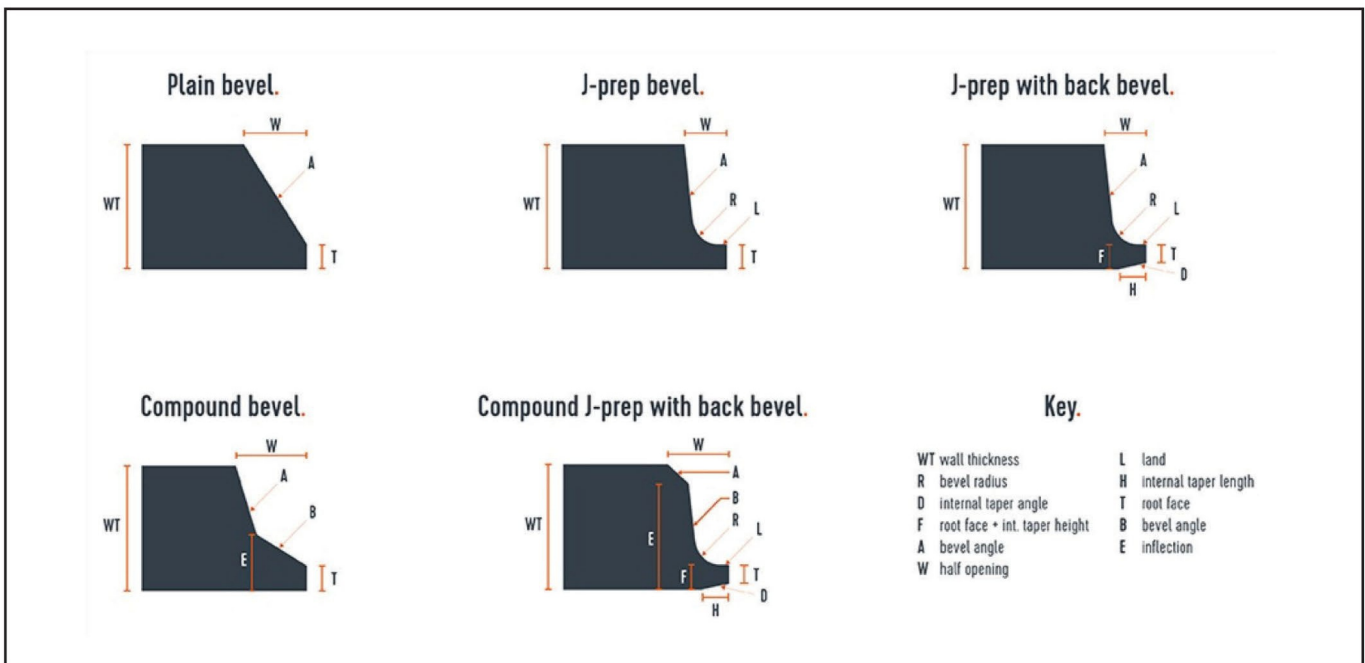 Plain bevel.
W
A
WT
T
J-prep bevel.
W
A
R
L
WT
T
J-prep with back bevel.
W
A
R
L
WT
F
T
D
H
Compound bevel.
W
A
B
WT
E
T
Compound J-prep with back bevel.
W
A
B
R
L
WT
E
F
T
D
H
Key.
WT wall thickness
R bevel radius
D internal taper angle
F root face + int. taper height
A bevel angle
W half opening
L land
H internal taper length
T root face
B bevel angle
E inflection